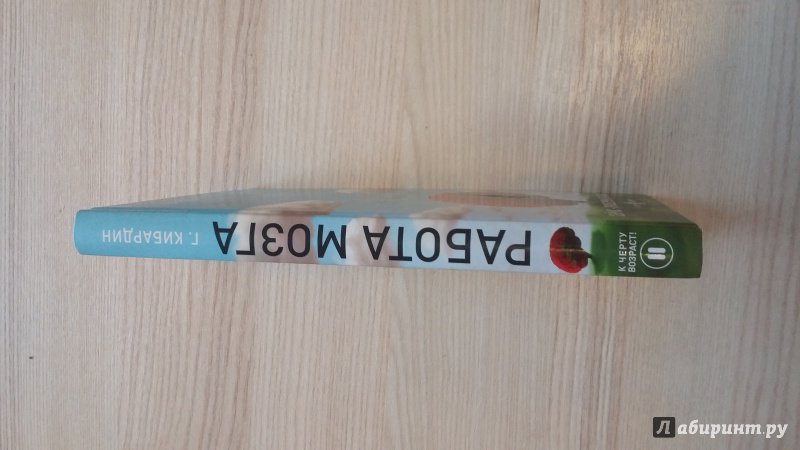 Г. КИБАРДИН
РАБОТА МОЗГА
К ЧЕРТУ
ВОЗРАСТ!
Лабиринт.ру